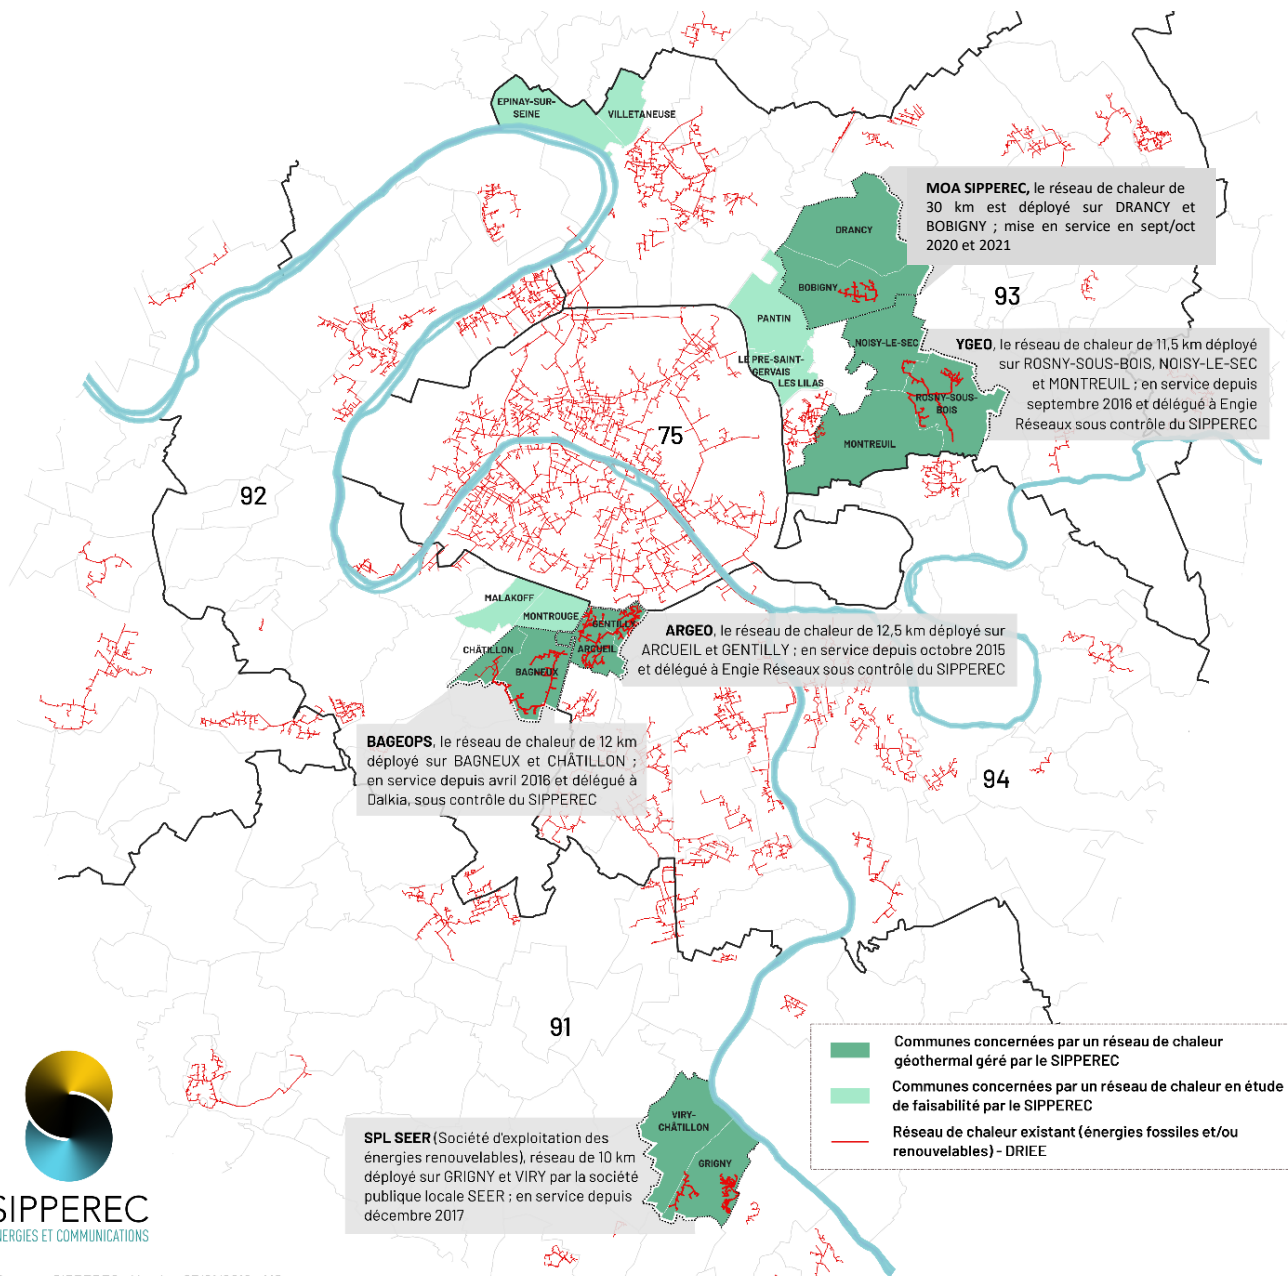 EPINAY-SUR-
SEINE
VILLETANEUSE
MOA SIPPEREC, le réseau de chaleur de
30 km est déployé sur DRANCY et
BOBIGNY ; mise en service en sept/oct
2020 et 2021
DRANCY
BOBIGNY
93
PANTIN
NOISY-LE-SEC
LE PRE-SAINT-
GERVAIS
LES LILAS
YGEO, le réseau de chaleur de 11,5 km déployé
sur ROSNY-SOUS-BOIS, NOISY-LE-SEC
et MONTREUIL ; en service depuis
septembre 2016 et délégué à Engie
Réseaux sous contrôle du SIPPEREC
ROSNY-SOUS-
BOIS
MONTREUIL
75
92
MALAKOFF
MONTROUGE
GENTILLY
ARCUEIL
CHÂTILLON
BAGNEUX
ARGEO, le réseau de chaleur de 12,5 km déployé sur
ARCUEIL et GENTILLY ; en service depuis octobre 2015
et délégué à Engie Réseaux sous contrôle du SIPPEREC
BAGEOPS, le réseau de chaleur de 12 km
déployé sur BAGNEUX et CHÂTILLON ;
en service depuis avril 2016 et délégué à
Dalkia, sous contrôle du SIPPEREC
94
91
Communes concernées par un réseau de chaleur
géothermal géré par le SIPPEREC
Communes concernées par un réseau de chaleur en étude
de faisabilité par le SIPPEREC
Réseau de chaleur existant (énergies fossiles et/ou
renouvelables) - DRIEE
VIRY-
CHÂTILLON
GRIGNY
SPL SEER (Société d'exploitation des
énergies renouvelables), réseau de 10 km
déployé sur GRIGNY et VIRY par la société
publique locale SEER ; en service depuis
décembre 2017
SIPPEREC
ÉNERGIES ET COMMUNICATIONS